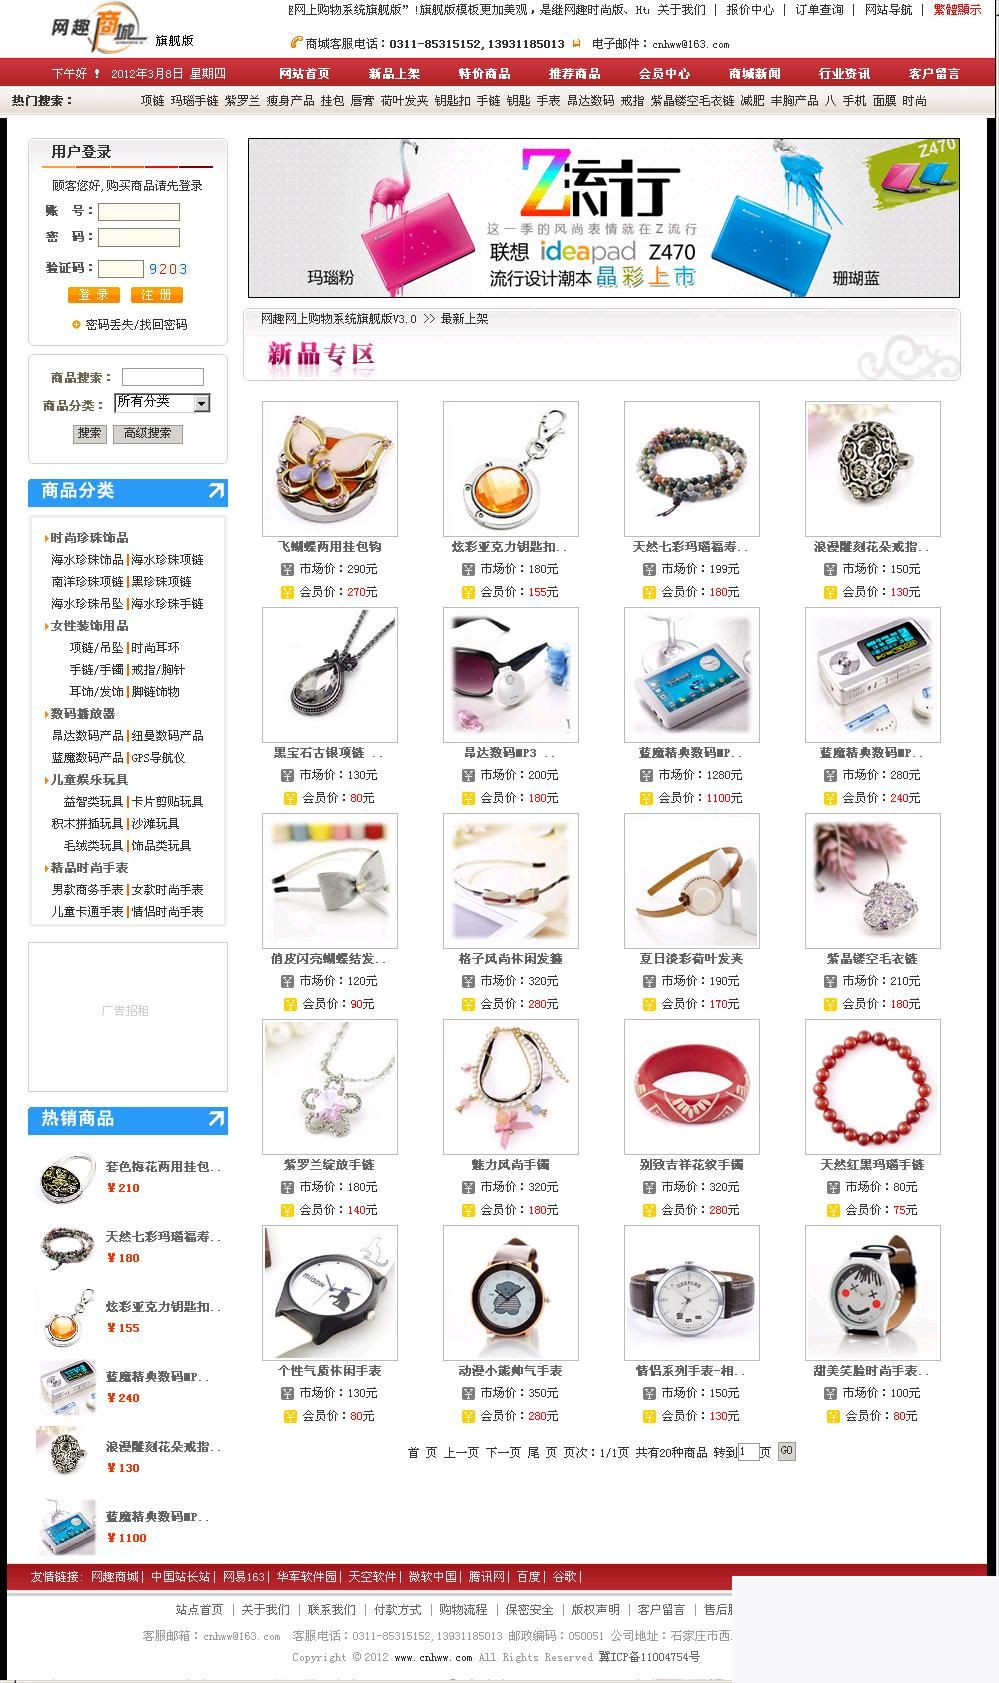 网上购物系统旗舰版”!旗舰版模板更加美观，是继网趣时尚版、Ht 关于我们 | 报价中心 | 订单查询 | 网站导航 | 繁體顯示
网趣商城 旗舰版
商城客服电话：0311-85315152,13931185013 电子邮件：cnhww@163.com
下午好！ 2012年3月8日 星期四 网站首页 新品上架 特价商品 推荐商品 会员中心 商城新闻 行业资讯 客户留言
热门搜索： 项链 玛瑙手链 紫罗兰 瘦身产品 挂包 唇膏 荷叶发夹 钥匙扣 手链 钥匙 手表 昂达数码 戒指 紫晶镂空毛衣链 减肥 丰胸产品 八 手机 面膜 时尚
用户登录
顾客您好,购买商品请先登录
账 号：
密 码：
验证码： 9203
登 录 注 册
密码丢失/找回密码
商品搜索：
商品分类： 所有分类
搜索 高级搜索
商品分类
时尚珍珠饰品
海水珍珠饰品|海水珍珠项链
南洋珍珠项链|黑珍珠项链
海水珍珠吊坠|海水珍珠手链
女性装饰用品
项链/吊坠|时尚耳环
手链/手镯|戒指/胸针
耳饰/发饰|脚链饰物
数码播放器
昂达数码产品|纽曼数码产品
蓝魔数码产品|GPS导航仪
儿童娱乐玩具
益智类玩具|卡片剪贴玩具
积木拼插玩具|沙滩玩具
毛绒类玩具|饰品类玩具
精品时尚手表
男款商务手表|女款时尚手表
儿童卡通手表|情侣时尚手表
广告招租
热销商品
套色梅花两用挂包..
￥210
天然七彩玛瑙福寿..
￥180
炫彩亚克力钥匙扣..
￥155
蓝魔精典数码MP..
￥240
浪漫雕刻花朵戒指..
￥130
蓝魔精典数码MP..
￥1100
Z470
Z流行
这一季的风尚表情就在Z流行
联想 ideapad Z470
流行设计潮本晶彩上市
玛瑙粉 珊瑚蓝
网趣网上购物系统旗舰版V3.0 >> 最新上架
新品专区
飞蝴蝶两用挂包钩 炫彩亚克力钥匙扣.. 天然七彩玛瑙福寿.. 浪漫雕刻花朵戒指..
市场价：290元 市场价：180元 市场价：199元 市场价：150元
会员价：270元 会员价：155元 会员价：180元 会员价：130元
黑宝石古银项链 .. 昂达数码MP3 .. 蓝魔精典数码MP.. 蓝魔精典数码MP..
市场价：130元 市场价：200元 市场价：1280元 市场价：280元
会员价：80元 会员价：180元 会员价：1100元 会员价：240元
俏皮闪亮蝴蝶结发.. 格子风尚休闲发箍 夏日淡彩荷叶发夹 紫晶镂空毛衣链
市场价：120元 市场价：320元 市场价：190元 市场价：210元
会员价：90元 会员价：280元 会员价：170元 会员价：180元
紫罗兰绽放手链 魅力风尚手镯 别致吉祥花纹手镯 天然红黑玛瑙手链
市场价：180元 市场价：320元 市场价：320元 市场价：80元
会员价：140元 会员价：180元 会员价：280元 会员价：75元
个性气质休闲手表 动漫小熊帅气手表 情侣系列手表-相.. 甜美笑脸时尚手表..
市场价：130元 市场价：350元 市场价：150元 市场价：100元
会员价：80元 会员价：280元 会员价：130元 会员价：80元
首 页 上一页 下一页 尾 页 页次：1/1页 共有20种商品 转到1页 GO
友情链接: 网趣商城| 中国站长站| 网易163| 华军软件园| 天空软件| 微软中国| 腾讯网| 百度| 谷歌|
站点首页 | 关于我们 | 联系我们 | 付款方式 | 购物流程 | 保密安全 | 版权声明 | 客户留言 | 售后
客服邮箱：cnhww@163.com 客服电话：0311-85315152,13931185013 邮政编码：050051 公司地址：石家庄市西
Copyright ©2012 www.cnhww.com All Rights Reserved 冀ICP备11004754号